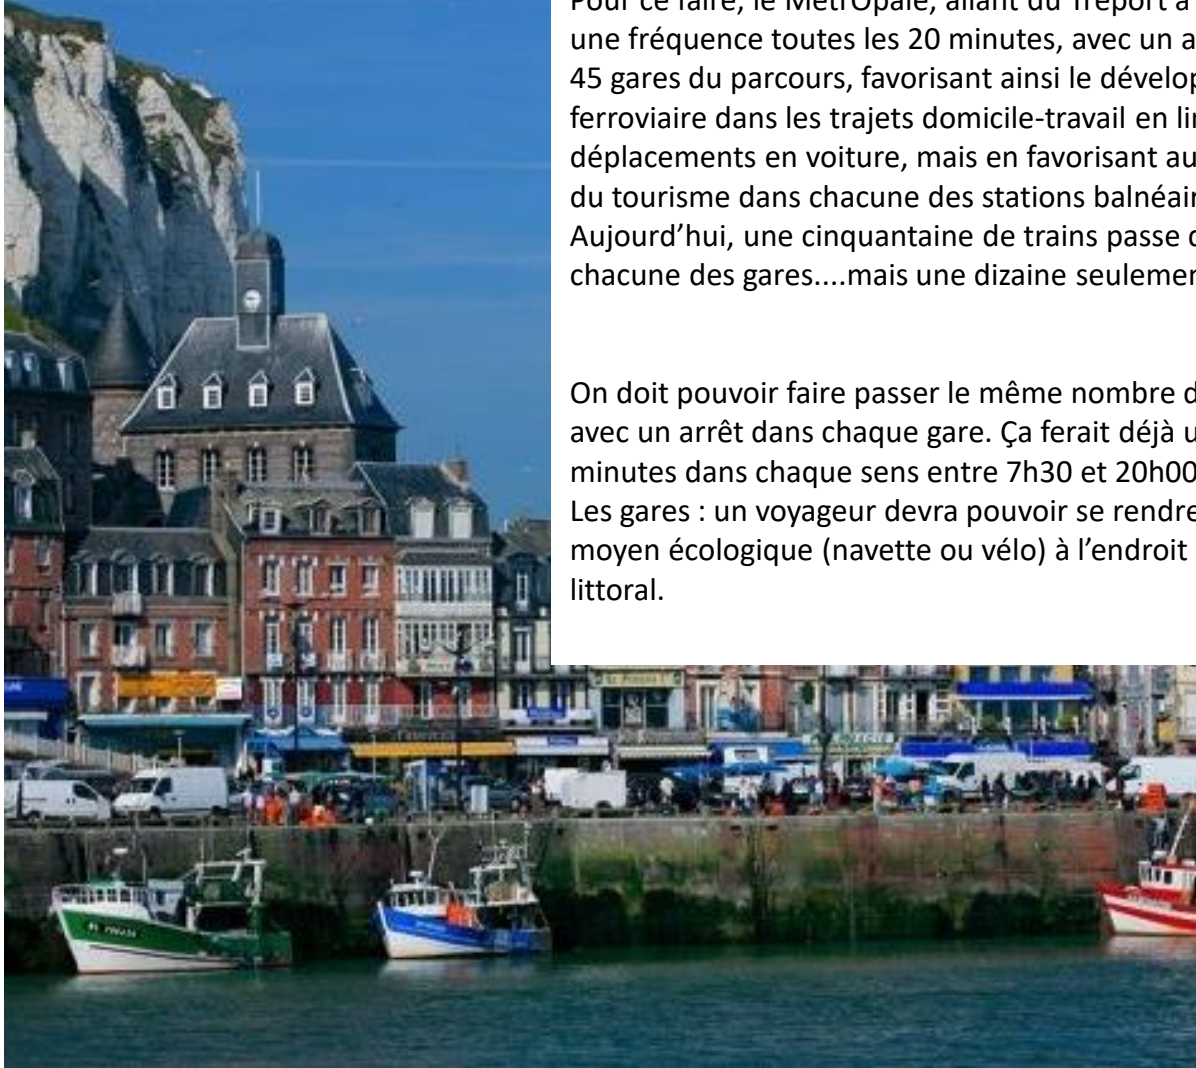 Pour ce faire, le MétrOpale, allant du Tréport à
une fréquence toutes les 20 minutes, avec un a
45 gares du parcours, favorisant ainsi le dévelop
ferroviaire dans les trajets domicile-travail en li
déplacements en voiture, mais en favorisant au
du tourisme dans chacune des stations balnéair
Aujourd’hui, une cinquantaine de trains passe
chacune des gares....mais une dizaine seulemen
On doit pouvoir faire passer le même nombre d
avec un arrêt dans chaque gare. Ça ferait déjà u
minutes dans chaque sens entre 7h30 et 20h00
Les gares : un voyageur devra pouvoir se rendre
moyen écologique (navette ou vélo) à l’endroit
littoral.